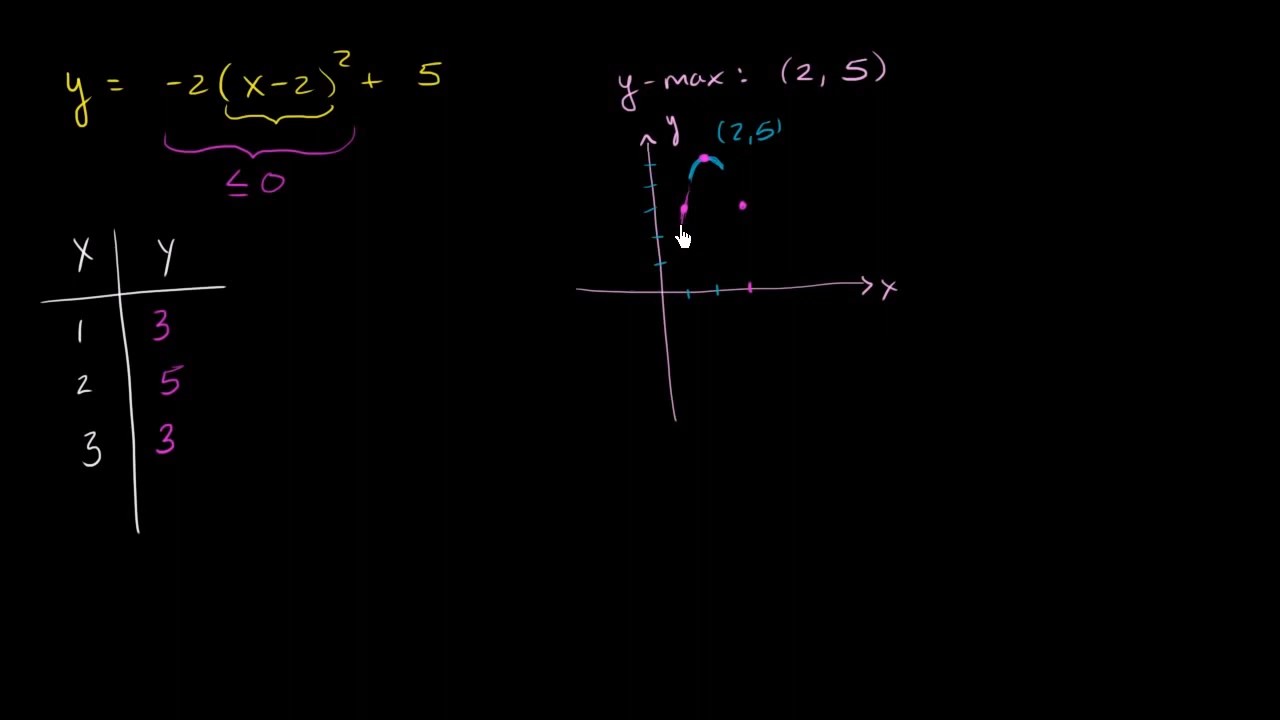 y = -2(x-2)² + 5
≤ 0
X Y
1 3
2 5
3 3
y-max: (2, 5)
y
(2,5)
x